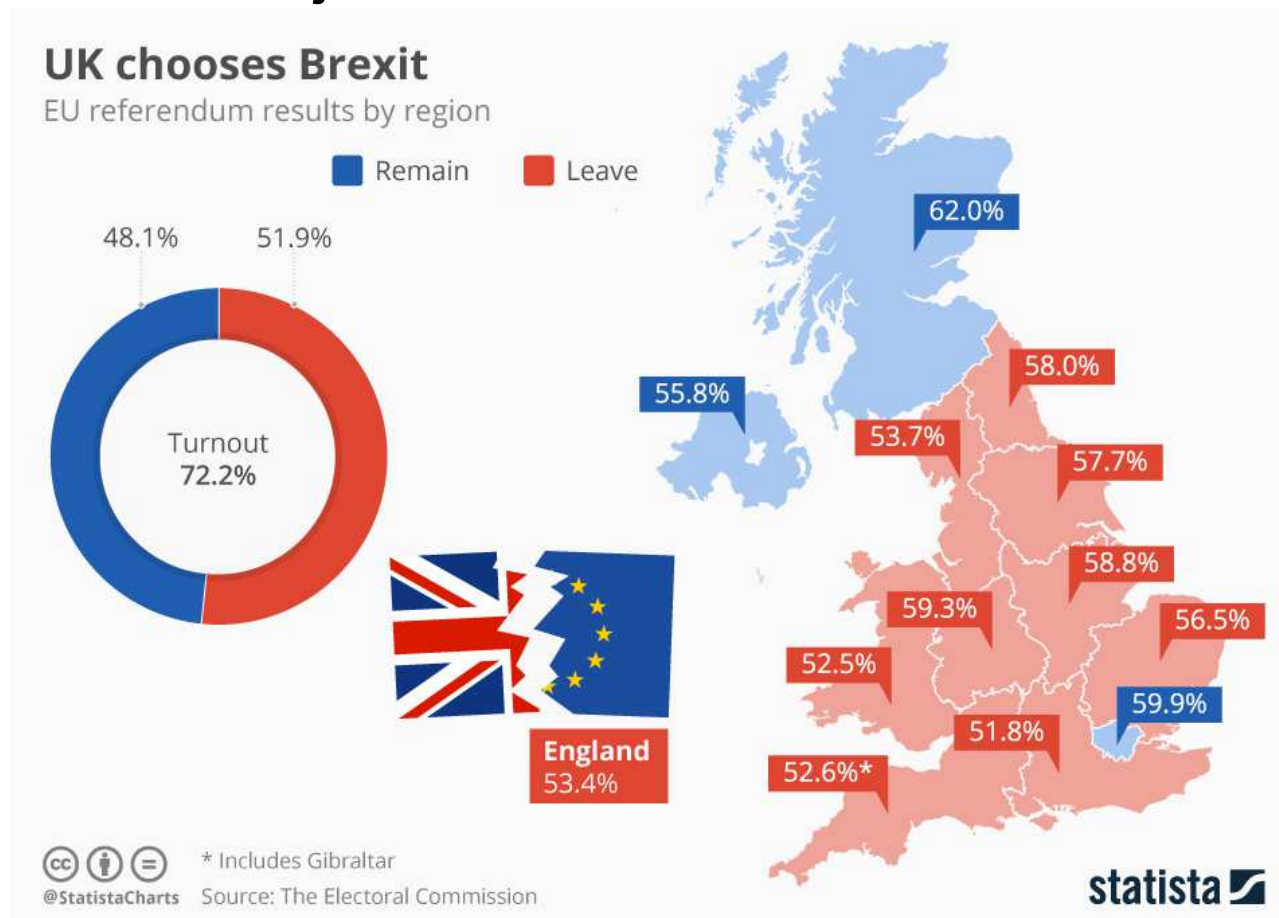 UK chooses Brexit
EU referendum results by region
Remain
Leave
48.1%
51.9%
Turnout
72.2%
62.0%
58.0%
55.8%
53.7%
57.7%
58.8%
59.3%
56.5%
52.5%
59.9%
51.8%
52.6%*
England
53.4%
cc
* Includes Gibraltar
@StatistaCharts Source: The Electoral Commission
statista